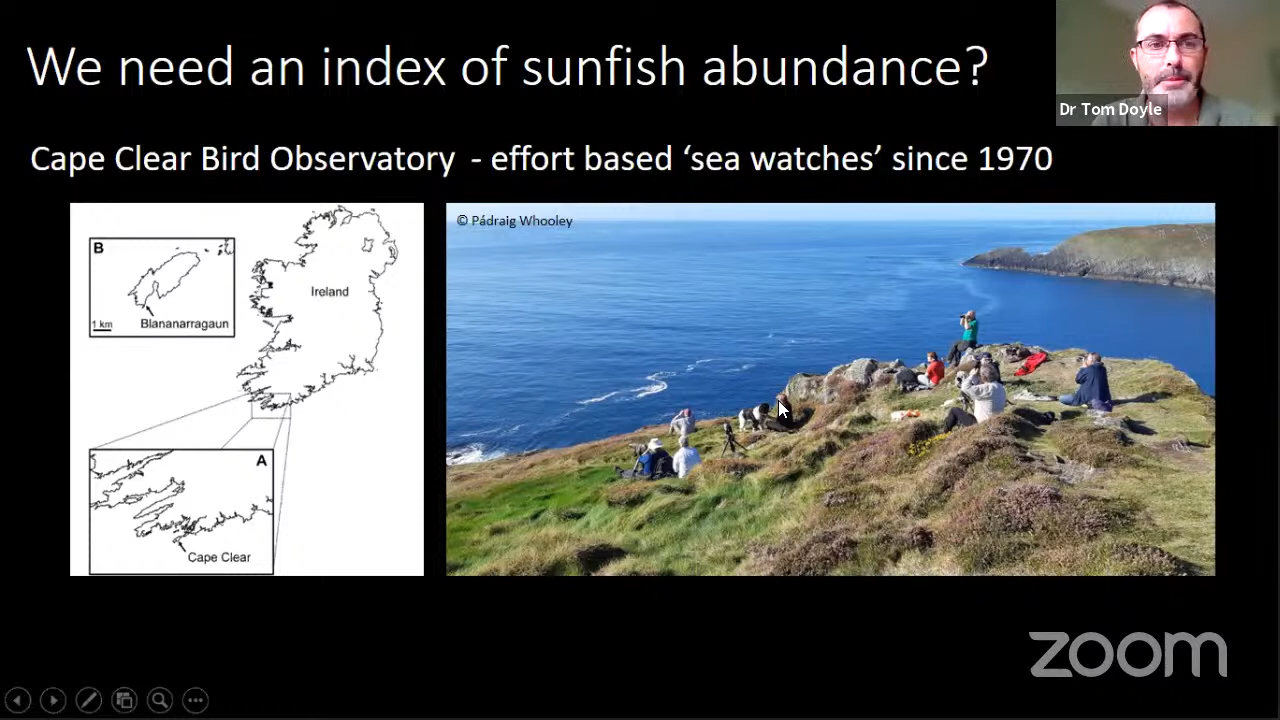 We need an index of sunfish abundance?
Dr Tom Doyle
Cape Clear Bird Observatory - effort based ‘sea watches’ since 1970
© Pádraig Whooley
B
Ireland
1 km
Blananarragaun
A
Cape Clear
zoom